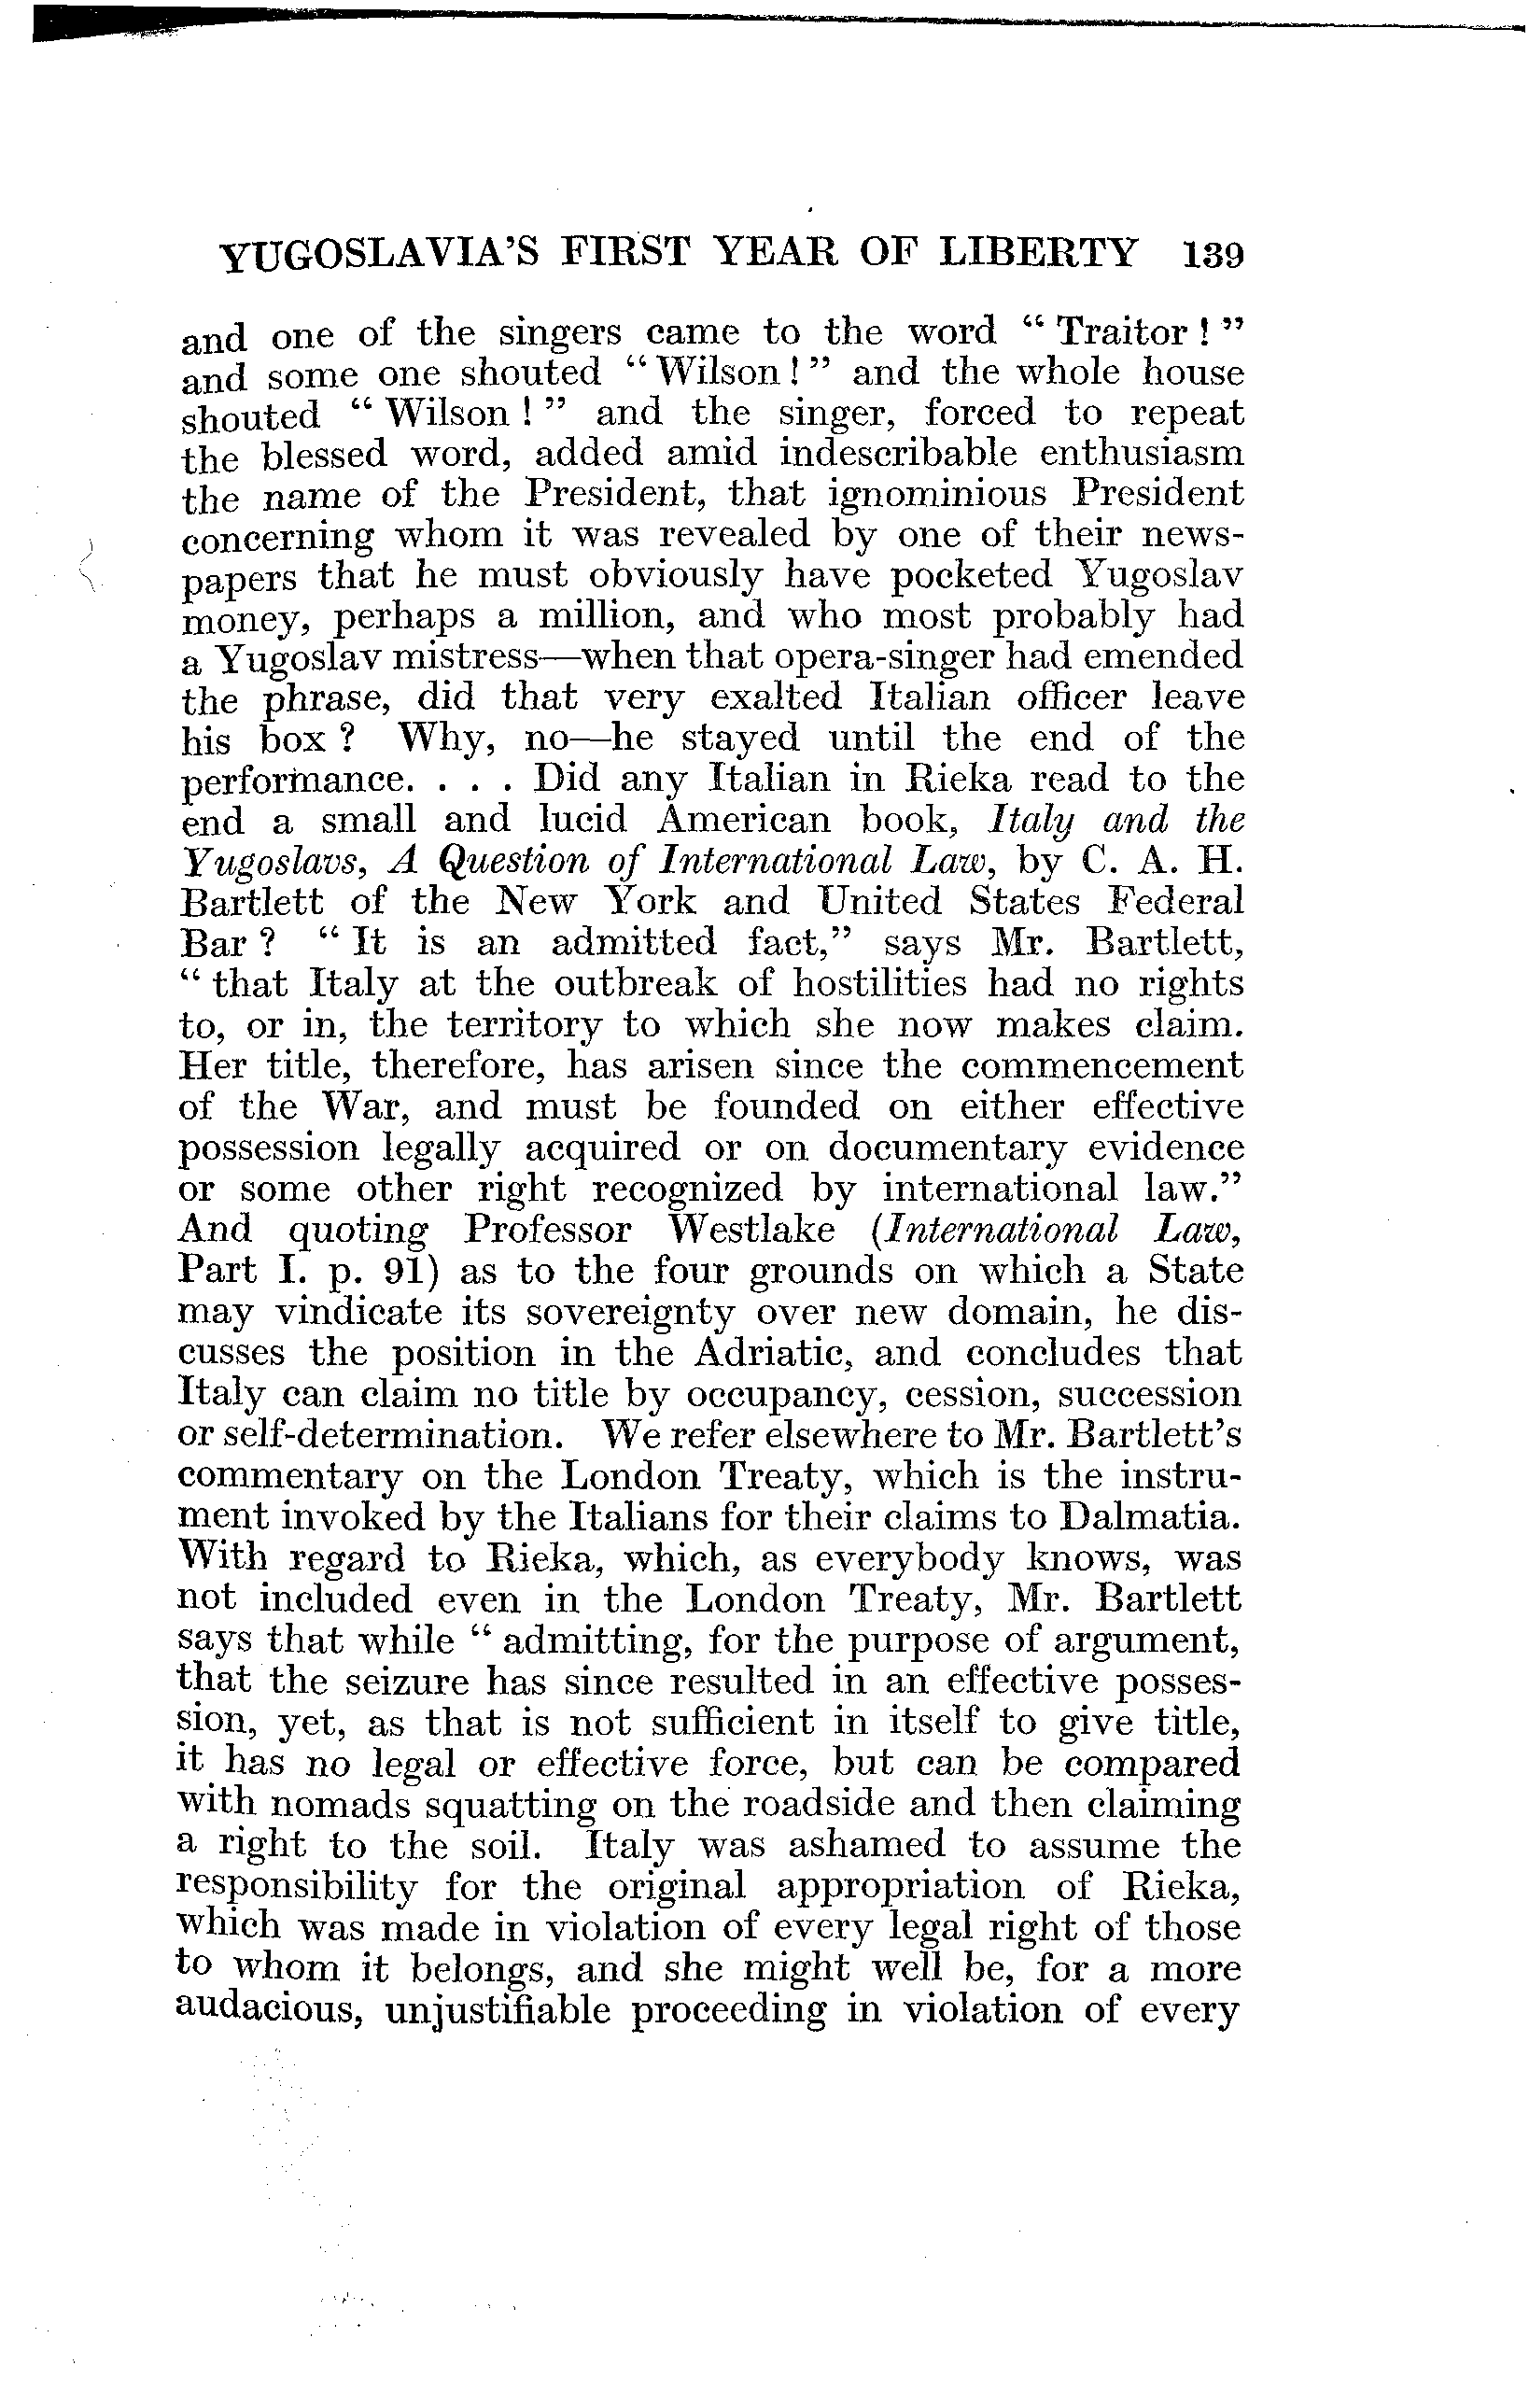 YUGOSLAVIA'S FIRST YEAR OF LIBERTY 139
and one of the singers came to the word “ Traitor ! ”
and some one shouted “ Wilson ! ” and the whole house
shouted “ Wilson ! ” and the singer, forced to repeat
the blessed word, added amid indescribable enthusiasm
the name of the President, that ignominious President
concerning whom it was revealed by one of their news-
papers that he must obviously have pocketed Yugoslav
money, perhaps a million, and who most probably had
a Yugoslav mistress—when that opera-singer had emended
the phrase, did that very exalted Italian officer leave
his box ? Why, no—he stayed until the end of the
performance. . . . Did any Italian in Rieka read to the
end a small and lucid American book, Italy and the
Yugoslavs, A Question of International Law, by C. A. H.
Bartlett of the New York and United States Federal
Bar ? “ It is an admitted fact,” says Mr. Bartlett,
“ that Italy at the outbreak of hostilities had no rights
to, or in, the territory to which she now makes claim.
Her title, therefore, has arisen since the commencement
of the War, and must be founded on either effective
possession legally acquired or on documentary evidence
or some other right recognized by international law.”
And quoting Professor Westlake (International Law,
Part I. p. 91) as to the four grounds on which a State
may vindicate its sovereignty over new domain, he dis-
cusses the position in the Adriatic, and concludes that
Italy can claim no title by occupancy, cession, succession
or self-determination. We refer elsewhere to Mr. Bartlett's
commentary on the London Treaty, which is the instru-
ment invoked by the Italians for their claims to Dalmatia.
With regard to Rieka, which, as everybody knows, was
not included even in the London Treaty, Mr. Bartlett
says that while “ admitting, for the purpose of argument,
that the seizure has since resulted in an effective posses-
sion, yet, as that is not sufficient in itself to give title,
it has no legal or effective force, but can be compared
with nomads squatting on the roadside and then claiming
a right to the soil. Italy was ashamed to assume the
responsibility for the original appropriation of Rieka,
which was made in violation of every legal right of those
to whom it belongs, and she might well be, for a more
audacious, unjustifiable proceeding in violation of every